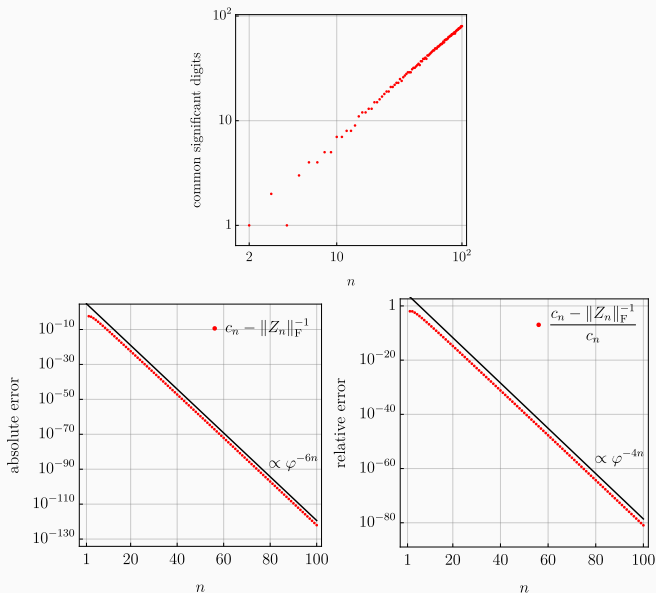 common significant digits
10²
10
1
2
10
10²
n
absolute error
10⁻¹⁰
10⁻³⁰
10⁻⁵⁰
10⁻⁷⁰
10⁻⁹⁰
10⁻¹¹⁰
10⁻¹³⁰
cₙ − ‖Zₙ‖_F⁻¹
∝ φ⁻⁶ⁿ
1 20 40 60 80 100
n
relative error
1
10⁻²⁰
10⁻⁴⁰
10⁻⁶⁰
10⁻⁸⁰
cₙ − ‖Zₙ‖_F⁻¹
cₙ
∝ φ⁻⁴ⁿ
1 20 40 60 80 100
n